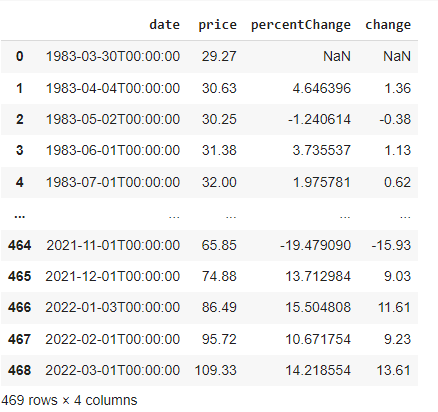 date price percentChange change
0 1983-03-30T00:00:00 29.27 NaN NaN
1 1983-04-04T00:00:00 30.63 4.646396 1.36
2 1983-05-02T00:00:00 30.25 -1.240614 -0.38
3 1983-06-01T00:00:00 31.38 3.735537 1.13
4 1983-07-01T00:00:00 32.00 1.975781 0.62
... ... ... ... ...
464 2021-11-01T00:00:00 65.85 -19.479090 -15.93
465 2021-12-01T00:00:00 74.88 13.712984 9.03
466 2022-01-03T00:00:00 86.49 15.504808 11.61
467 2022-02-01T00:00:00 95.72 10.671754 9.23
468 2022-03-01T00:00:00 109.33 14.218554 13.61
469 rows × 4 columns